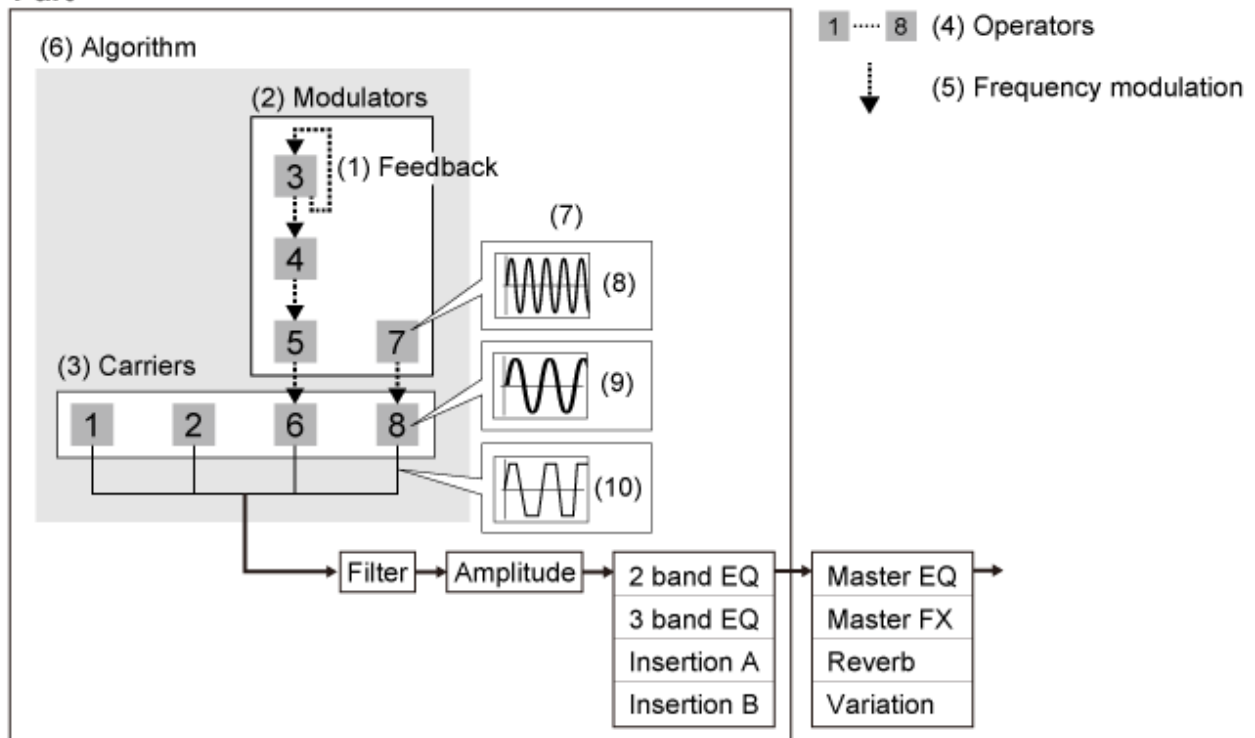 (6) Algorithm
(2) Modulators
3
(1) Feedback
4
5
7
(3) Carriers
1
2
6
8
(7)
(8)
(9)
(10)
1 ····· 8 (4) Operators
(5) Frequency modulation
Filter
Amplitude
2 band EQ
3 band EQ
Insertion A
Insertion B
Master EQ
Master FX
Reverb
Variation